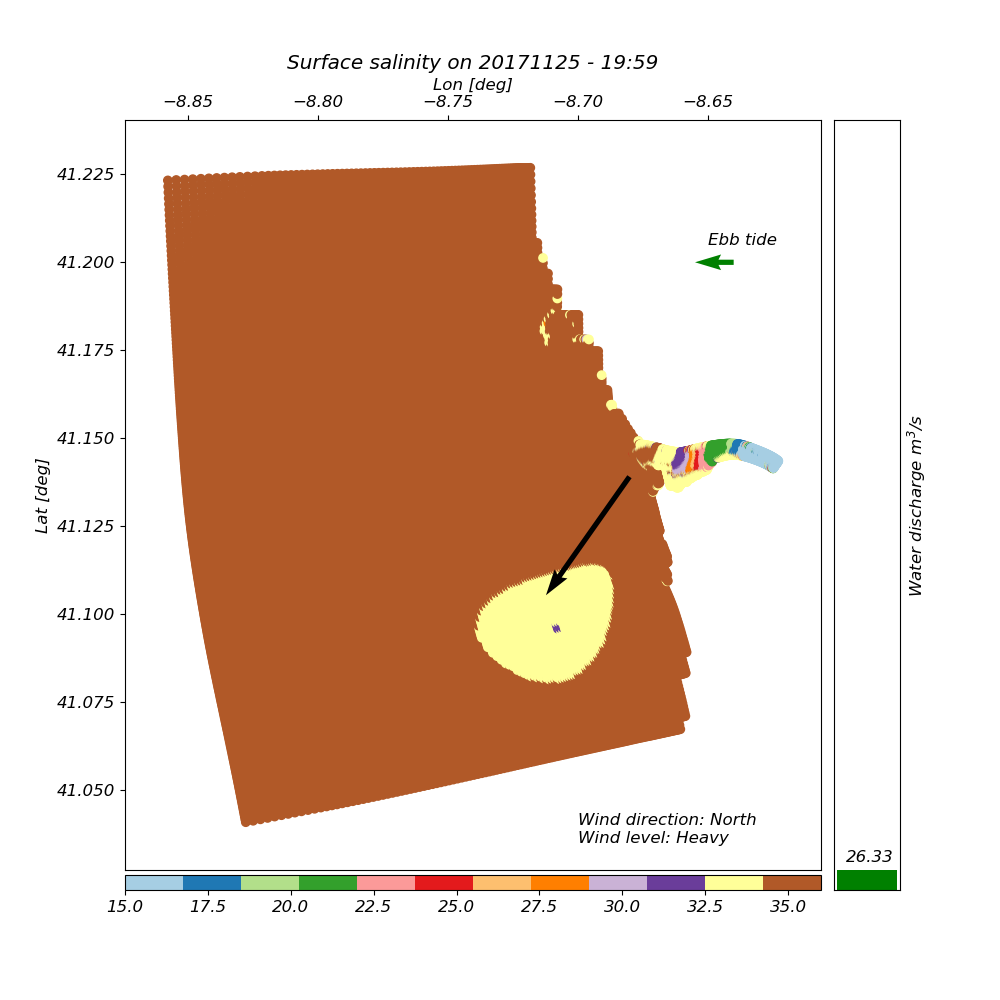 Surface salinity on 20171125 - 19:59
Lon [deg]
−8.85 −8.80 −8.75 −8.70 −8.65
41.225
41.200
41.175
41.150
41.125
41.100
41.075
41.050
Lat [deg]
Ebb tide
Wind direction: North
Wind level: Heavy
15.0 17.5 20.0 22.5 25.0 27.5 30.0 32.5 35.0
26.33
Water discharge m³/s